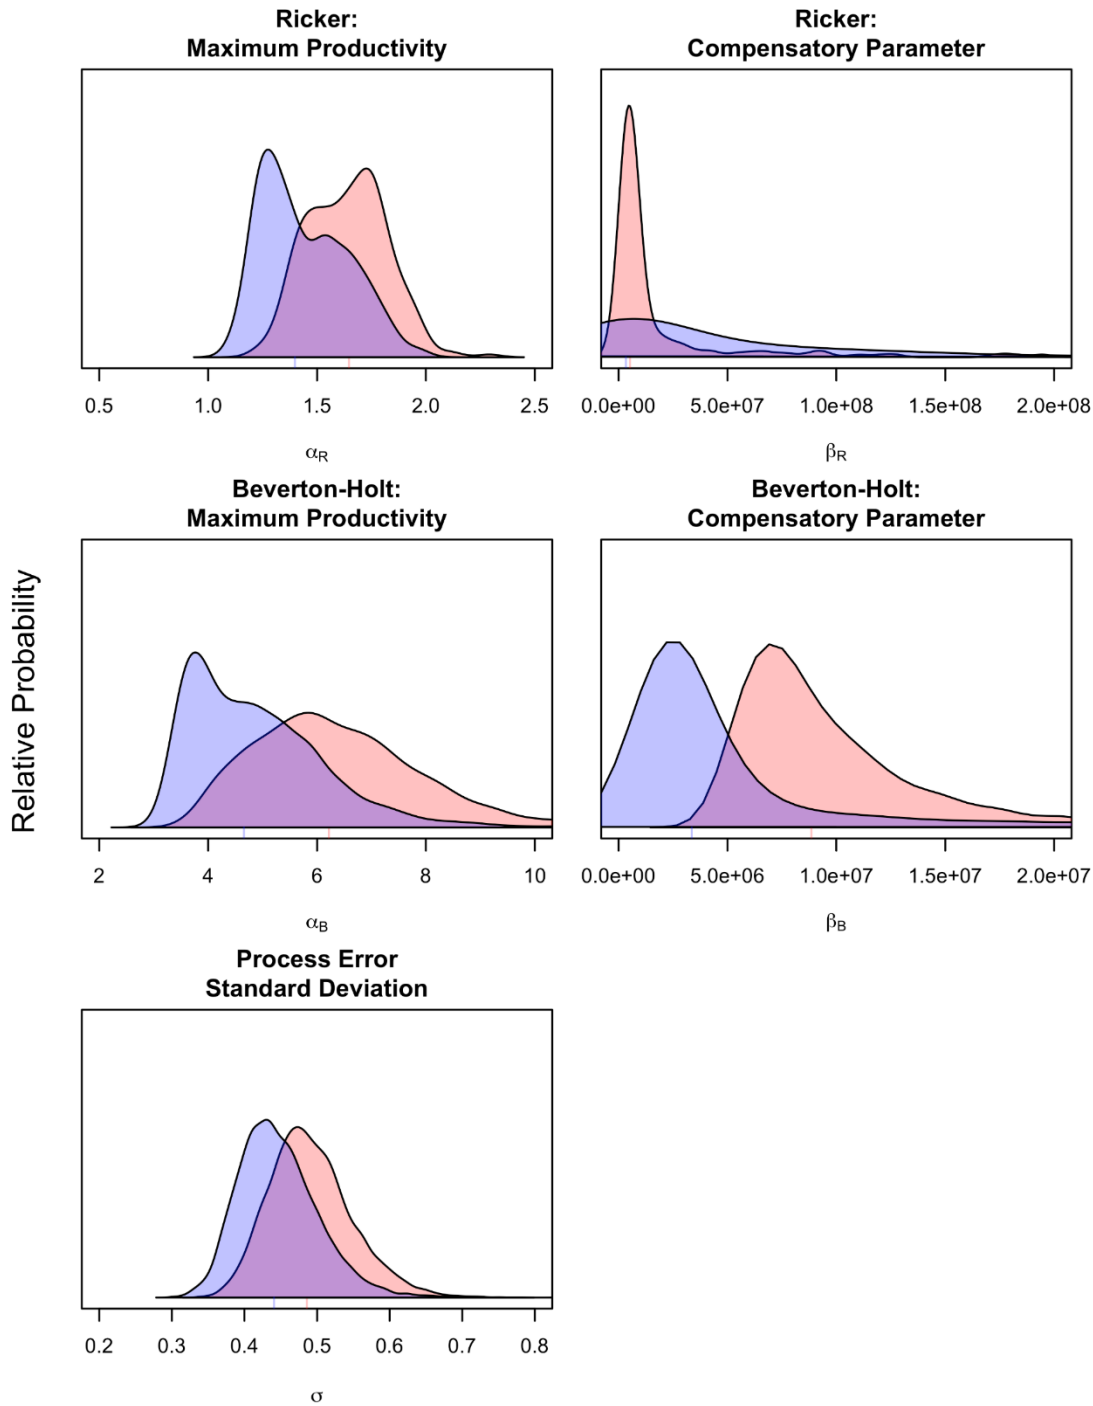 Ricker:
Maximum Productivity
Ricker:
Compensatory Parameter
0.5 1.0 1.5 2.0 2.5
0.0e+00 5.0e+07 1.0e+08 1.5e+08 2.0e+08
αR
βR
Beverton-Holt:
Maximum Productivity
Beverton-Holt:
Compensatory Parameter
Relative Probability
2 4 6 8 10
0.0e+00 5.0e+06 1.0e+07 1.5e+07 2.0e+07
αB
βB
Process Error
Standard Deviation
0.2 0.3 0.4 0.5 0.6 0.7 0.8
σ